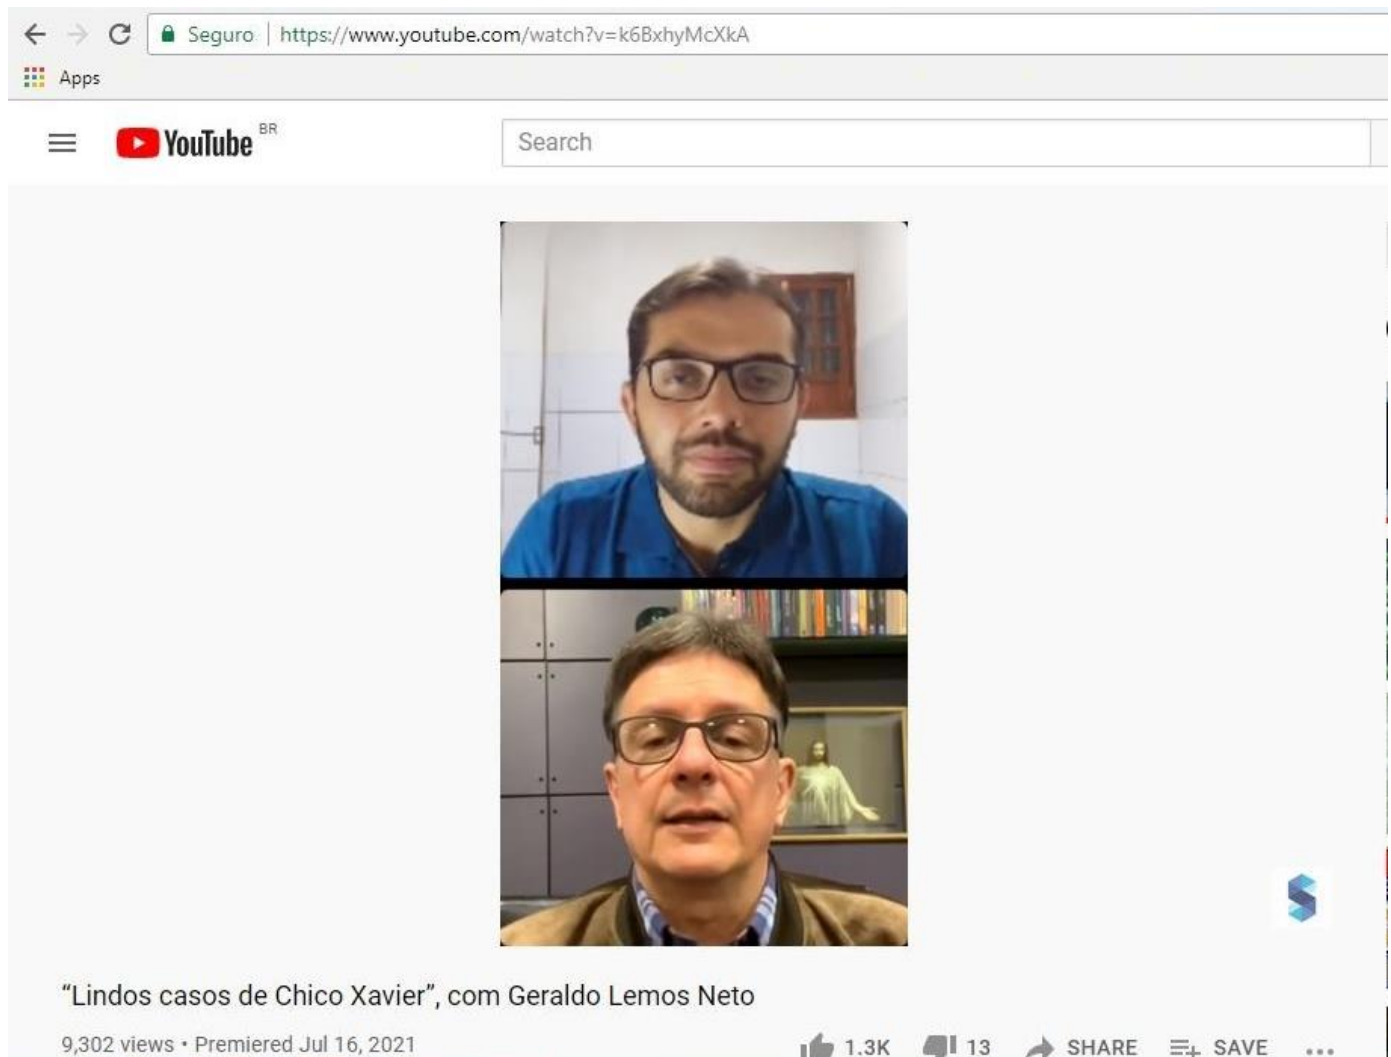 Seguro | https://www.youtube.com/watch?v=k6BxhyMcXkA
Apps
YouTube BR
Search
“Lindos casos de Chico Xavier”, com Geraldo Lemos Neto
9,302 views • Premiered Jul 16, 2021
1.3K 13 SHARE SAVE